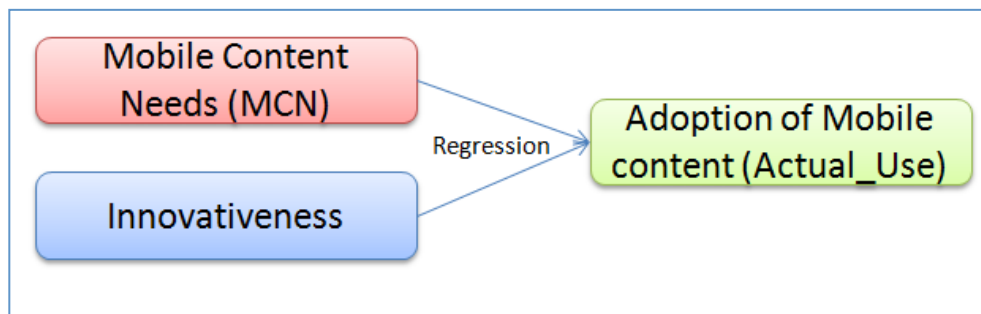 Mobile Content
Needs (MCN)
Regression
Adoption of Mobile
content (Actual_Use)
Innovativeness